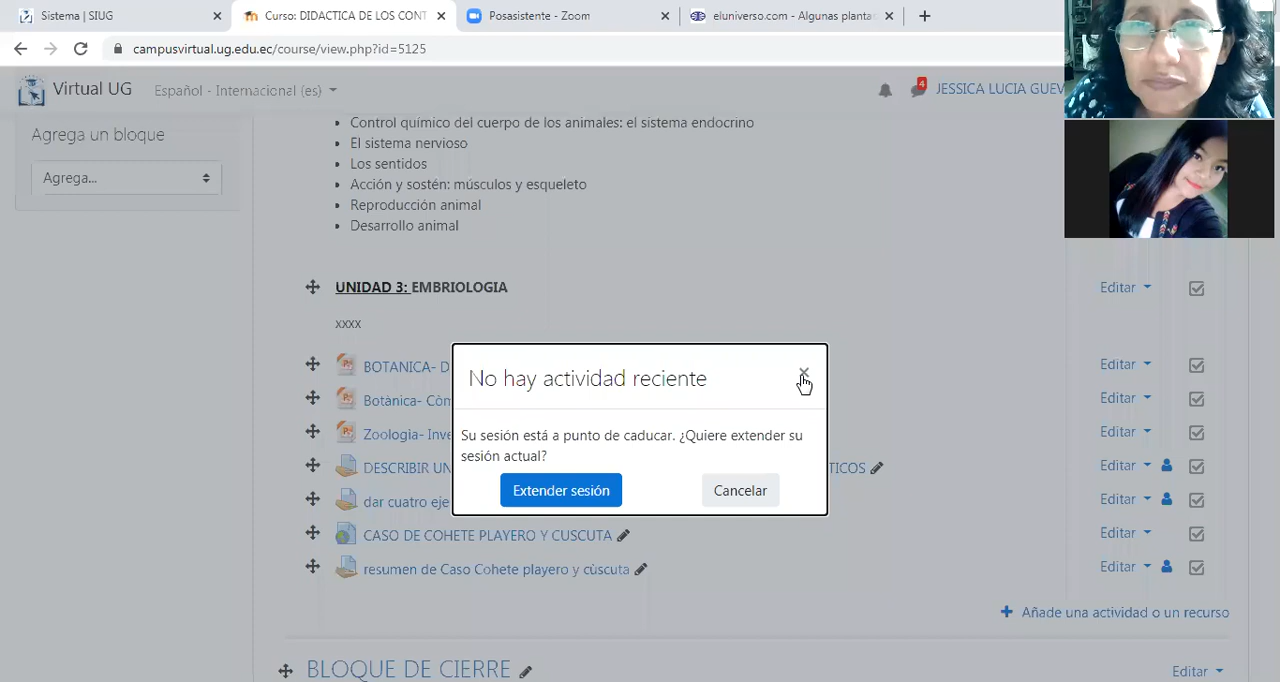 Sistema | SIUG
Curso: DIDACTICA DE LOS CONT
Posasistente - Zoom
eluniverso.com - Algunas planta
campusvirtual.ug.edu.ec/course/view.php?id=5125
Virtual UG
Español - Internacional (es)
4
JESSICA LUCIA GUEV
Agrega un bloque
Agrega...
Control químico del cuerpo de los animales: el sistema endocrino
El sistema nervioso
Los sentidos
Acción y sostén: músculos y esqueleto
Reproducción animal
Desarrollo animal
UNIDAD 3: EMBRIOLOGIA
Editar
xxxx
BOTANICA- D
Editar
Botànica- Còm
Editar
Zoologia- Inve
Editar
DESCRIBIR UN
TICOS
Editar
dar cuatro eje
Editar
CASO DE COHETE PLAYERO Y CUSCUTA
Editar
resumen de Caso Cohete playero y cùscuta
Editar
No hay actividad reciente
Su sesión está a punto de caducar. ¿Quiere extender su
sesión actual?
Extender sesión
Cancelar
Añade una actividad o un recurso
BLOQUE DE CIERRE
Editar